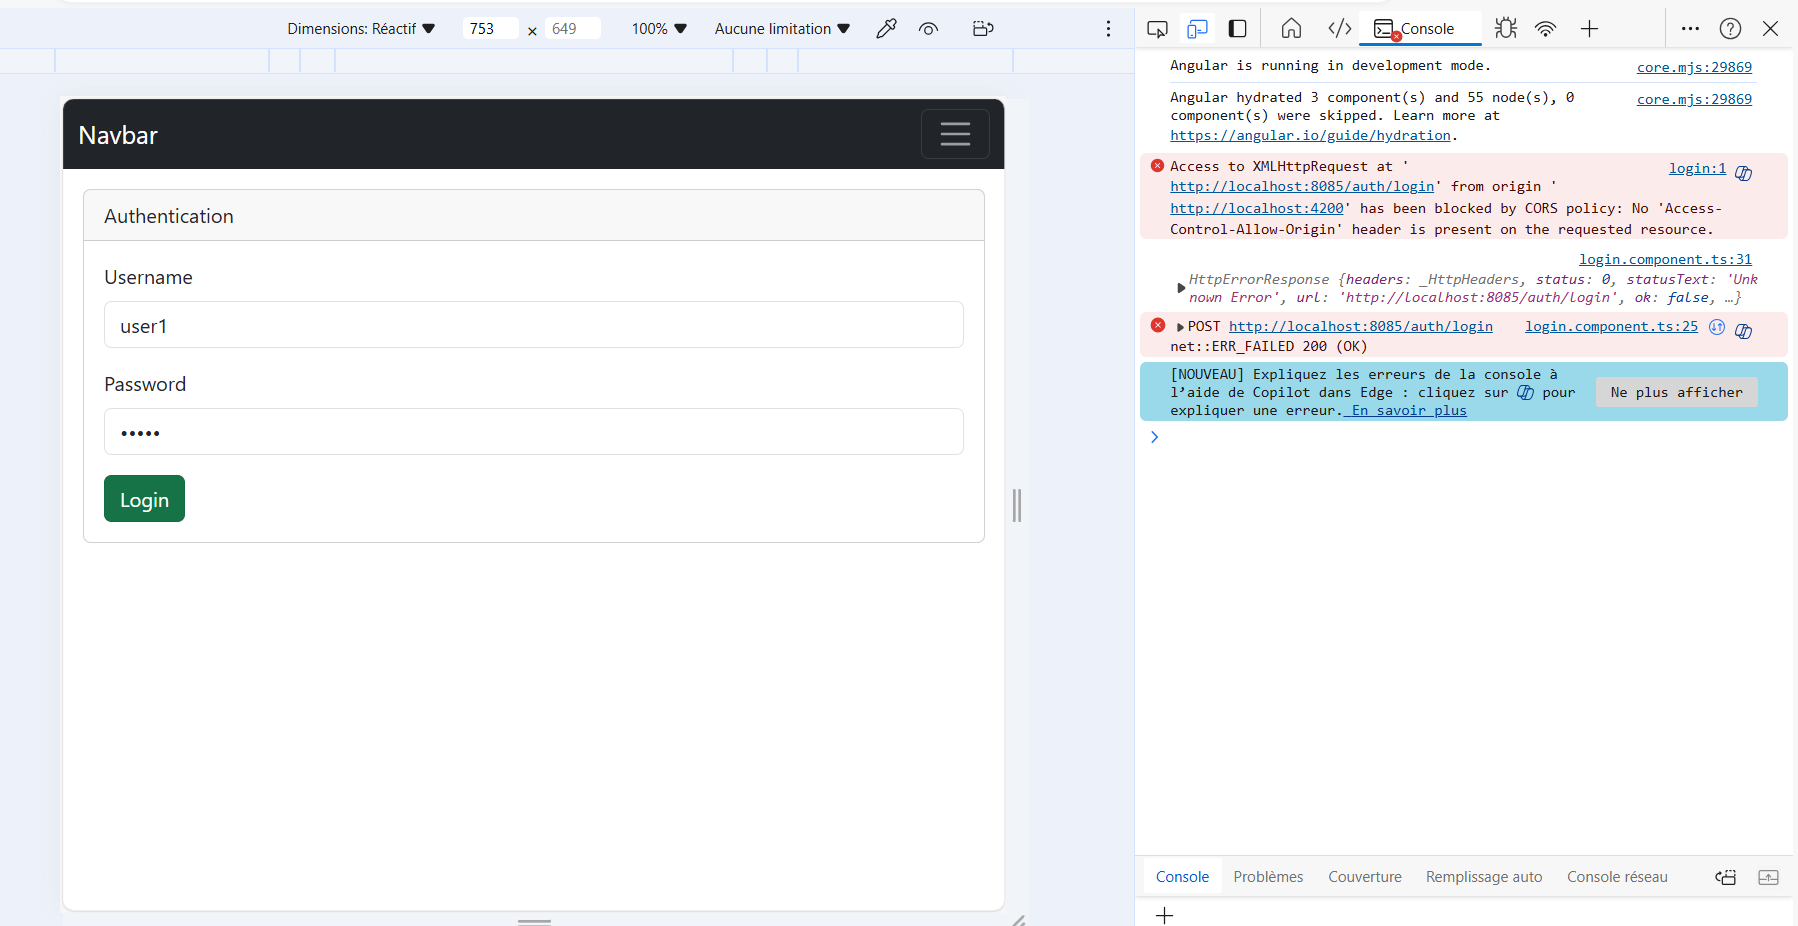 Dimensions: Réactif
753
×
649
100%
Aucune limitation
Console
Navbar
Authentication
Username
user1
Password
•••••
Login
Angular is running in development mode.
core.mjs:29869
Angular hydrated 3 component(s) and 55 node(s), 0
core.mjs:29869
component(s) were skipped. Learn more at
https://angular.io/guide/hydration.
Access to XMLHttpRequest at '
login:1
http://localhost:8085/auth/login' from origin '
http://localhost:4200' has been blocked by CORS policy: No 'Access-
Control-Allow-Origin' header is present on the requested resource.
login.component.ts:31
HttpErrorResponse {headers: _HttpHeaders, status: 0, statusText: 'Unk
nown Error', url: 'http://localhost:8085/auth/login', ok: false, …}
POST http://localhost:8085/auth/login
login.component.ts:25
net::ERR_FAILED 200 (OK)
[NOUVEAU] Expliquez les erreurs de la console à
l’aide de Copilot dans Edge : cliquez sur pour
expliquer une erreur. En savoir plus
Ne plus afficher
Console
Problèmes
Couverture
Remplissage auto
Console réseau